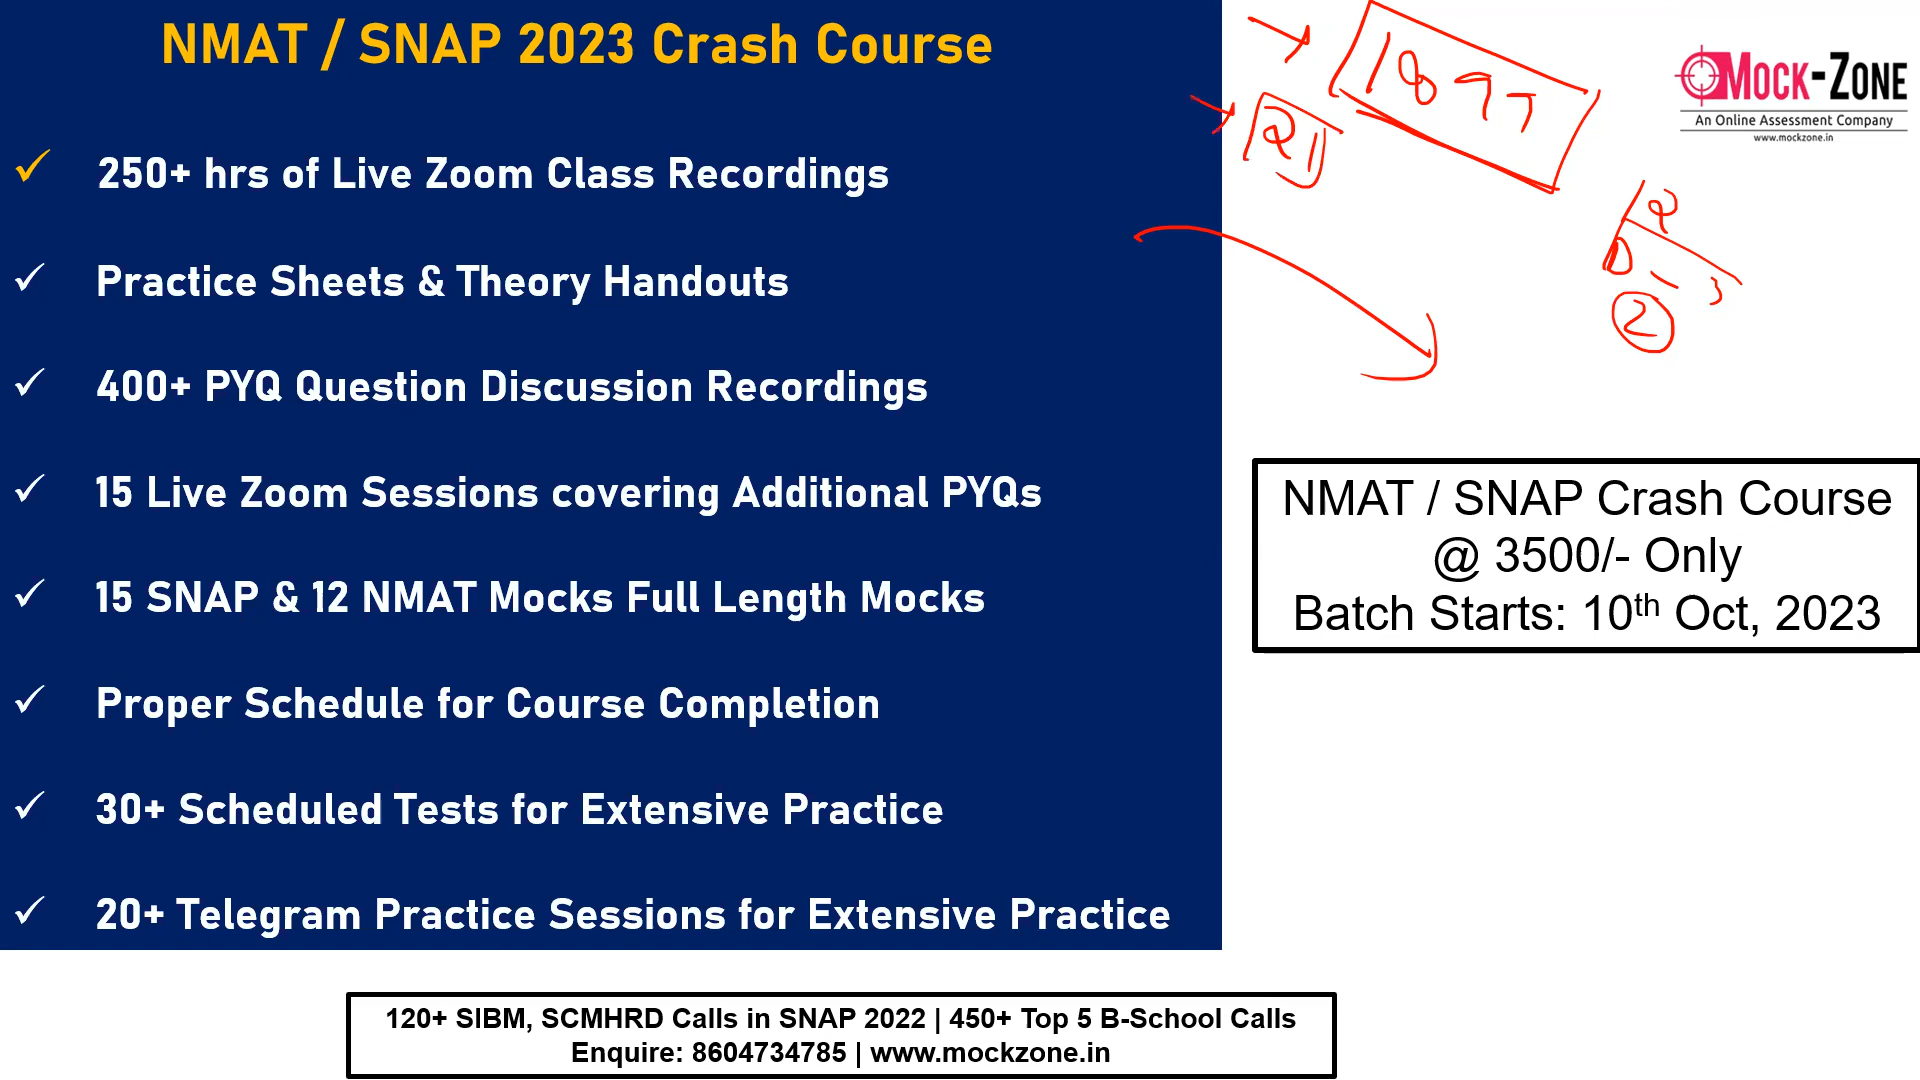 NMAT / SNAP 2023 Crash Course
250+ hrs of Live Zoom Class Recordings
Practice Sheets & Theory Handouts
400+ PYQ Question Discussion Recordings
15 Live Zoom Sessions covering Additional PYQs
15 SNAP & 12 NMAT Mocks Full Length Mocks
Proper Schedule for Course Completion
30+ Scheduled Tests for Extensive Practice
20+ Telegram Practice Sessions for Extensive Practice
21
2
MOCK-ZONE
An Online Assessment Company
www.mockzone.in
NMAT / SNAP Crash Course
@ 3500/- Only
Batch Starts: 10th Oct, 2023
120+ SIBM, SCMHRD Calls in SNAP 2022 | 450+ Top 5 B-School Calls
Enquire: 8604734785 | www.mockzone.in